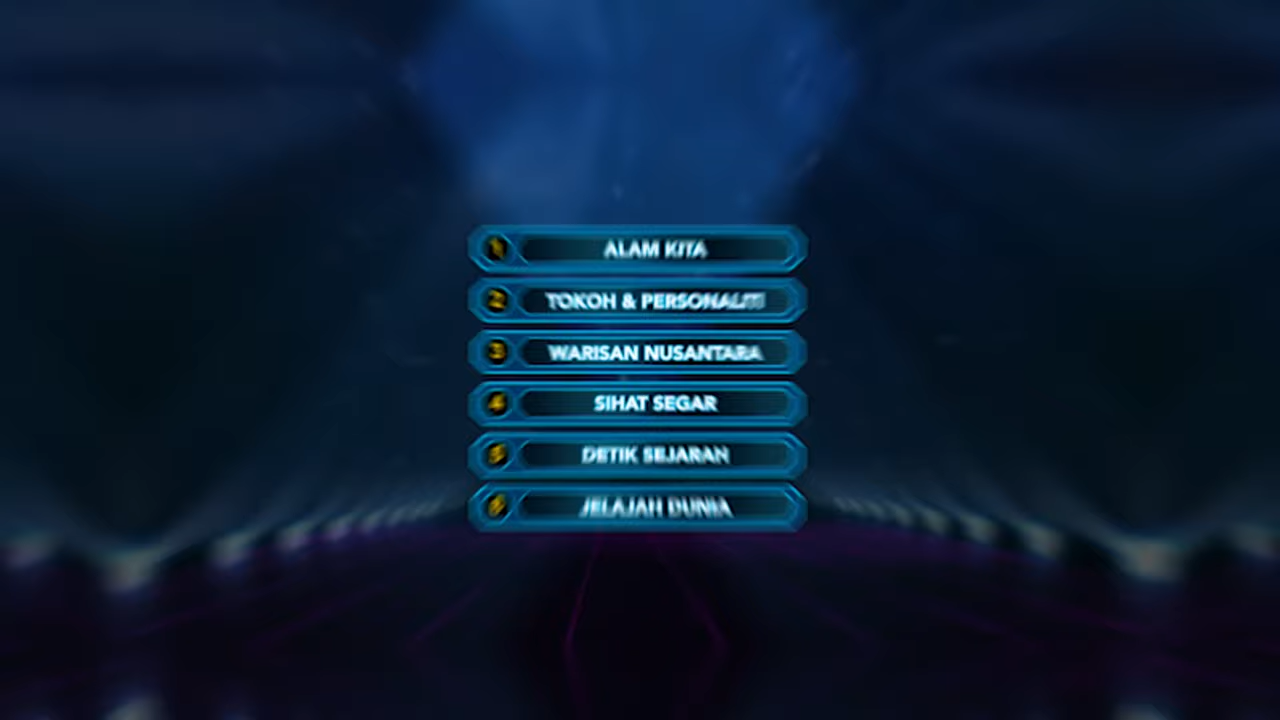 1 ALAM KITA
2 TOKOH & PERSONALITI
3 WARISAN NUSANTARA
4 SIHAT SEGAR
5 DETIK SEJARAH
6 JELAJAH DUNIA